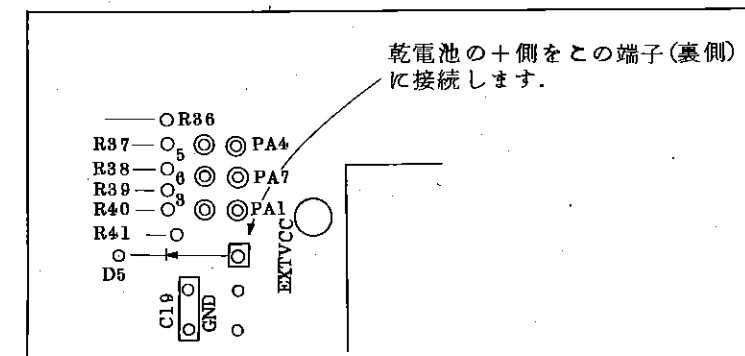 乾電池の＋側をこの端子(裏側)
に接続します.
R36
R37 5 PA4
R38 6 PA7
R39 3
R40 PA1
R41
D5
EXTVCC
C19
GND